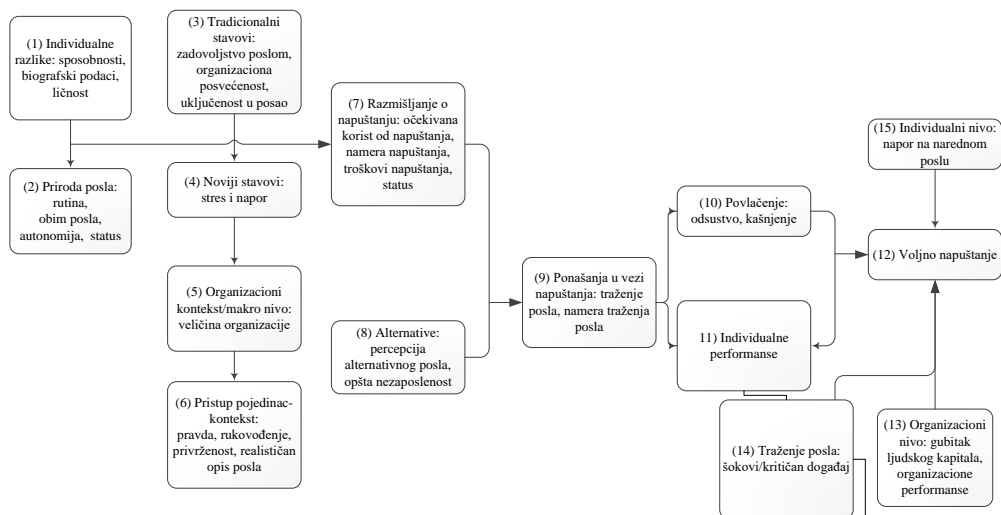 (1) Individualne
razlike: sposobnosti,
biografski podaci,
ličnost
(2) Priroda posla:
rutina,
obim posla,
autonomija, status
(3) Tradicionalni
stavovi:
zadovoljstvo poslom,
organizaciona
posvećenost,
uključenost u posao
(4) Noviji stavovi:
stres i napor
(5) Organizacioni
kontekst/makro nivo:
veličina organizacije
(6) Pristup pojedinac-
kontekst:
pravda, rukovođenje,
privrženost, realističan
opis posla
(7) Razmišljanje o
napuštanju: očekivana
korist od napuštanja,
namera napuštanja,
troškovi napuštanja,
status
(8) Alternative:
percepcija
alternativnog posla,
opšta nezaposlenost
(9) Ponašanja u vezi
napuštanja: traženje
posla, namera traženja
posla
(10) Povlačenje:
odsustvo, kašnjenje
11) Individualne
performanse
(15) Individualni nivo:
napor na narednom
poslu
(12) Voljno napuštanje
(14) Traženje posla:
šokovi/kritičan događaj
(13) Organizacioni
nivo: gubitak
ljudskog kapitala,
organizacione
performanse